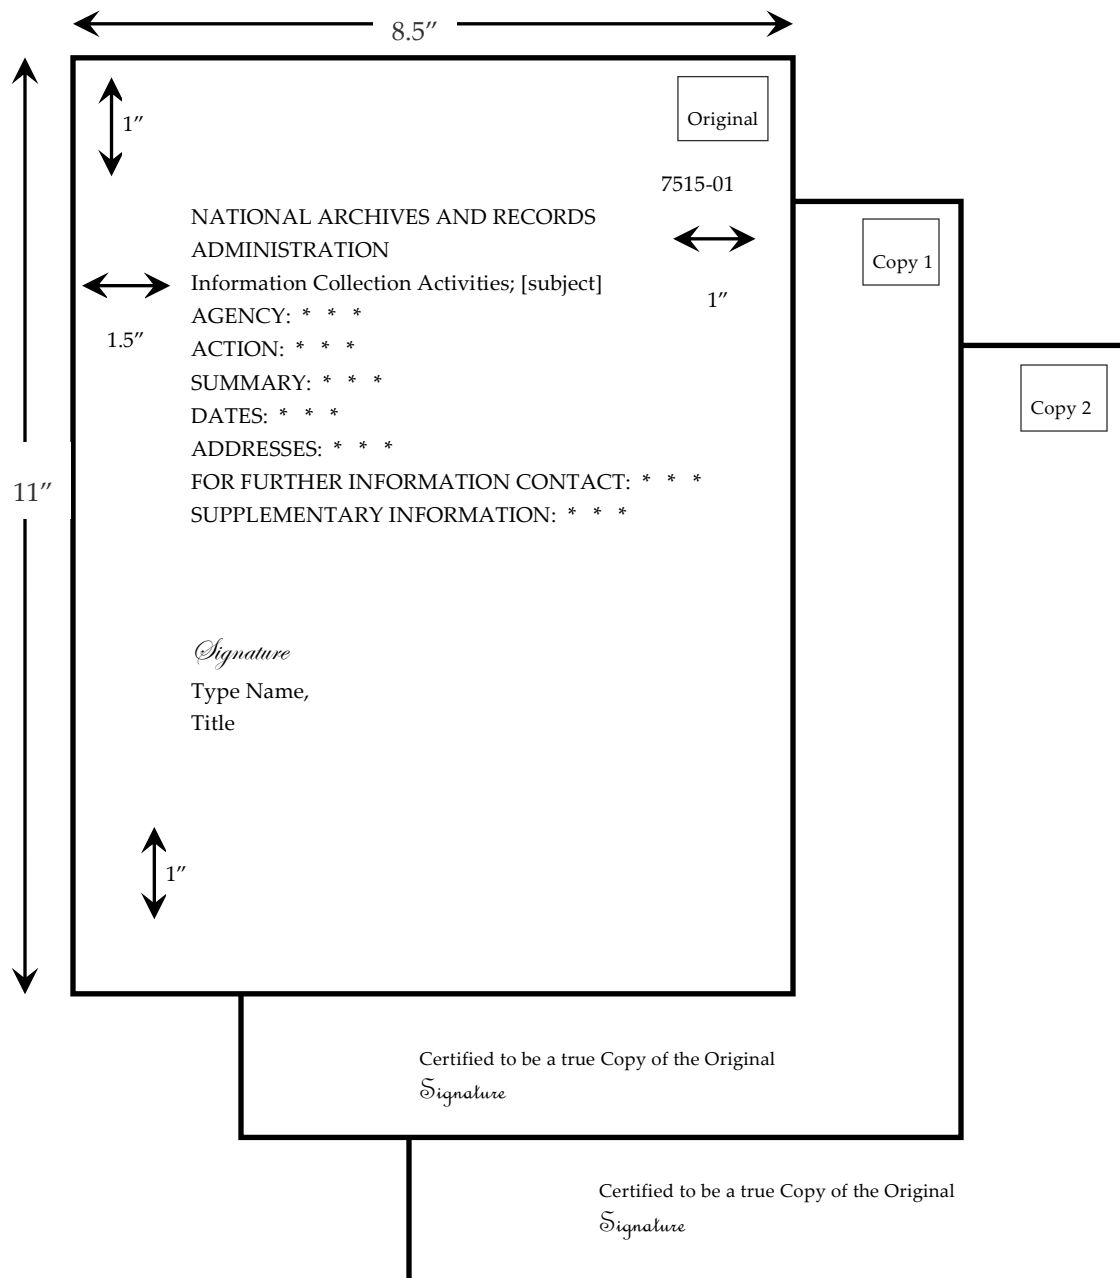 8.5″
Original
1″
7515-01
NATIONAL ARCHIVES AND RECORDS
ADMINISTRATION
Information Collection Activities; [subject]
AGENCY: * * *
ACTION: * * *
SUMMARY: * * *
DATES: * * *
ADDRESSES: * * *
FOR FURTHER INFORMATION CONTACT: * * *
SUPPLEMENTARY INFORMATION: * * *
1.5″
1″
11″
Signature
Type Name,
Title
1″
Copy 1
Copy 2
Certified to be a true Copy of the Original
Signature
Certified to be a true Copy of the Original
Signature